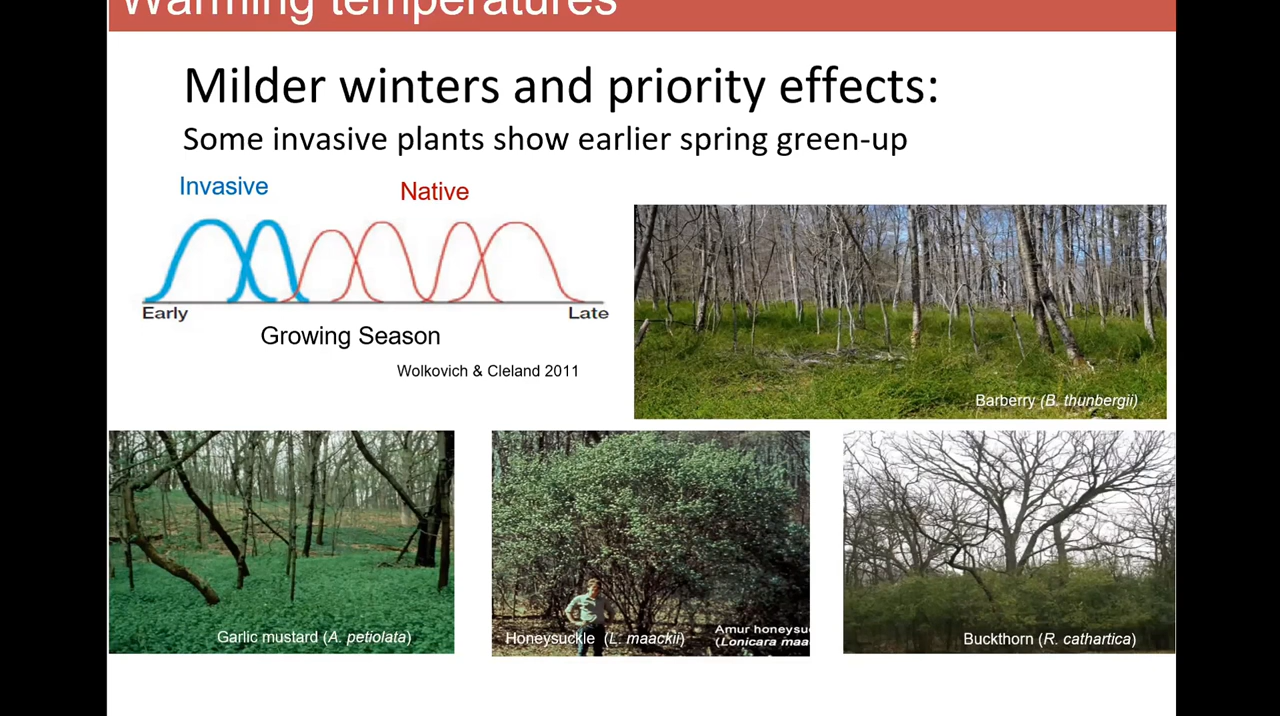 Warming temperatures
Milder winters and priority effects:
Some invasive plants show earlier spring green-up
Invasive
Native
Early
Late
Growing Season
Wolkovich & Cleland 2011
Barberry (B. thunbergii)
Garlic mustard (A. petiolata)
Honeysuckle (L. maackii)
Amur honeysu
(Lonicara maa
Buckthorn (R. cathartica)